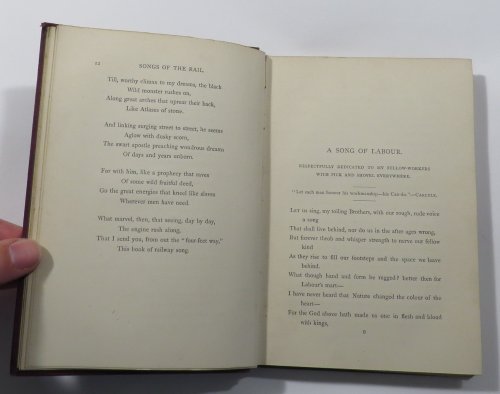 12
SONGS OF THE RAIL.
Till, worthy climax to my dreams, the black
Wild monster rushes on,
Along great arches that uprear their back,
Like Atlases of stone.
And linking surging street to street, he seems
Aglow with dusky scorn,
The swart apostle preaching wondrous dreams
Of days and years unborn.
For with him, like a prophecy that raves
Of some wild fruitful deed,
Go the great energies that kneel like slaves
Wherever men have need.
What marvel, then, that seeing, day by day,
The engine rush along,
That I send you, from out the "four-feet way,"
This book of railway song.
A SONG OF LABOUR.
RESPECTFULLY DEDICATED TO MY FELLOW-WORKERS
WITH PICK AND SHOVEL EVERYWHERE.
"Let each man honour his workmanship—his Can-do."—CARLYLE.
LET us sing, my toiling Brothers, with our rough, rude voice
a song
That shall live behind, nor do us in the after ages wrong,
But forever throb and whisper strength to nerve our fellow
kind
As they rise to fill our footsteps and the space we leave
behind.
What though hand and form be rugged? better then for
Labour's mart—
I have never heard that Nature changed the colour of the
heart—
For the God above hath made us one in flesh and blood
with kings,